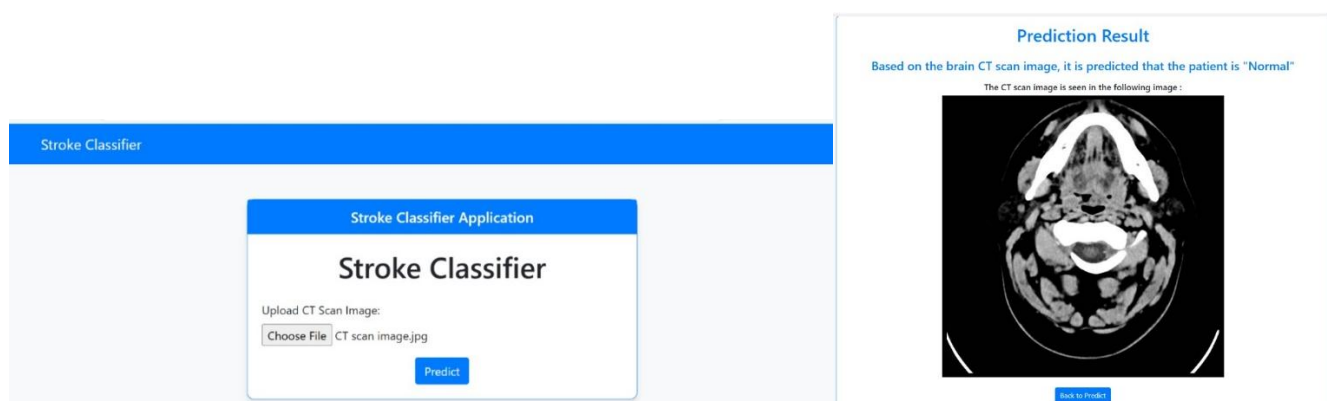 Stroke Classifier
Stroke Classifier Application
Stroke Classifier
Upload CT Scan Image:
Choose File CT scan image.jpg
Predict
Prediction Result
Based on the brain CT scan image, it is predicted that the patient is "Normal"
The CT scan image is seen in the following image :
Back to Predict